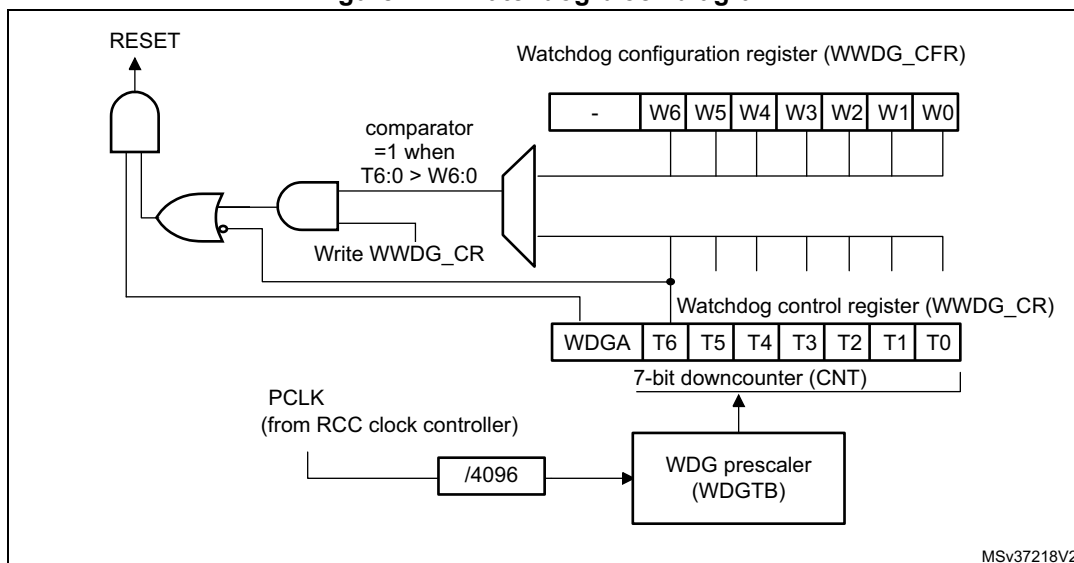 RESET
Watchdog configuration register (WWDG_CFR)
- W6 W5 W4 W3 W2 W1 W0
comparator
=1 when
T6:0 > W6:0
Write WWDG_CR
Watchdog control register (WWDG_CR)
WDGA T6 T5 T4 T3 T2 T1 T0
7-bit downcounter (CNT)
PCLK
(from RCC clock controller)
/4096
WDG prescaler
(WDGTB)
MSv37218V2